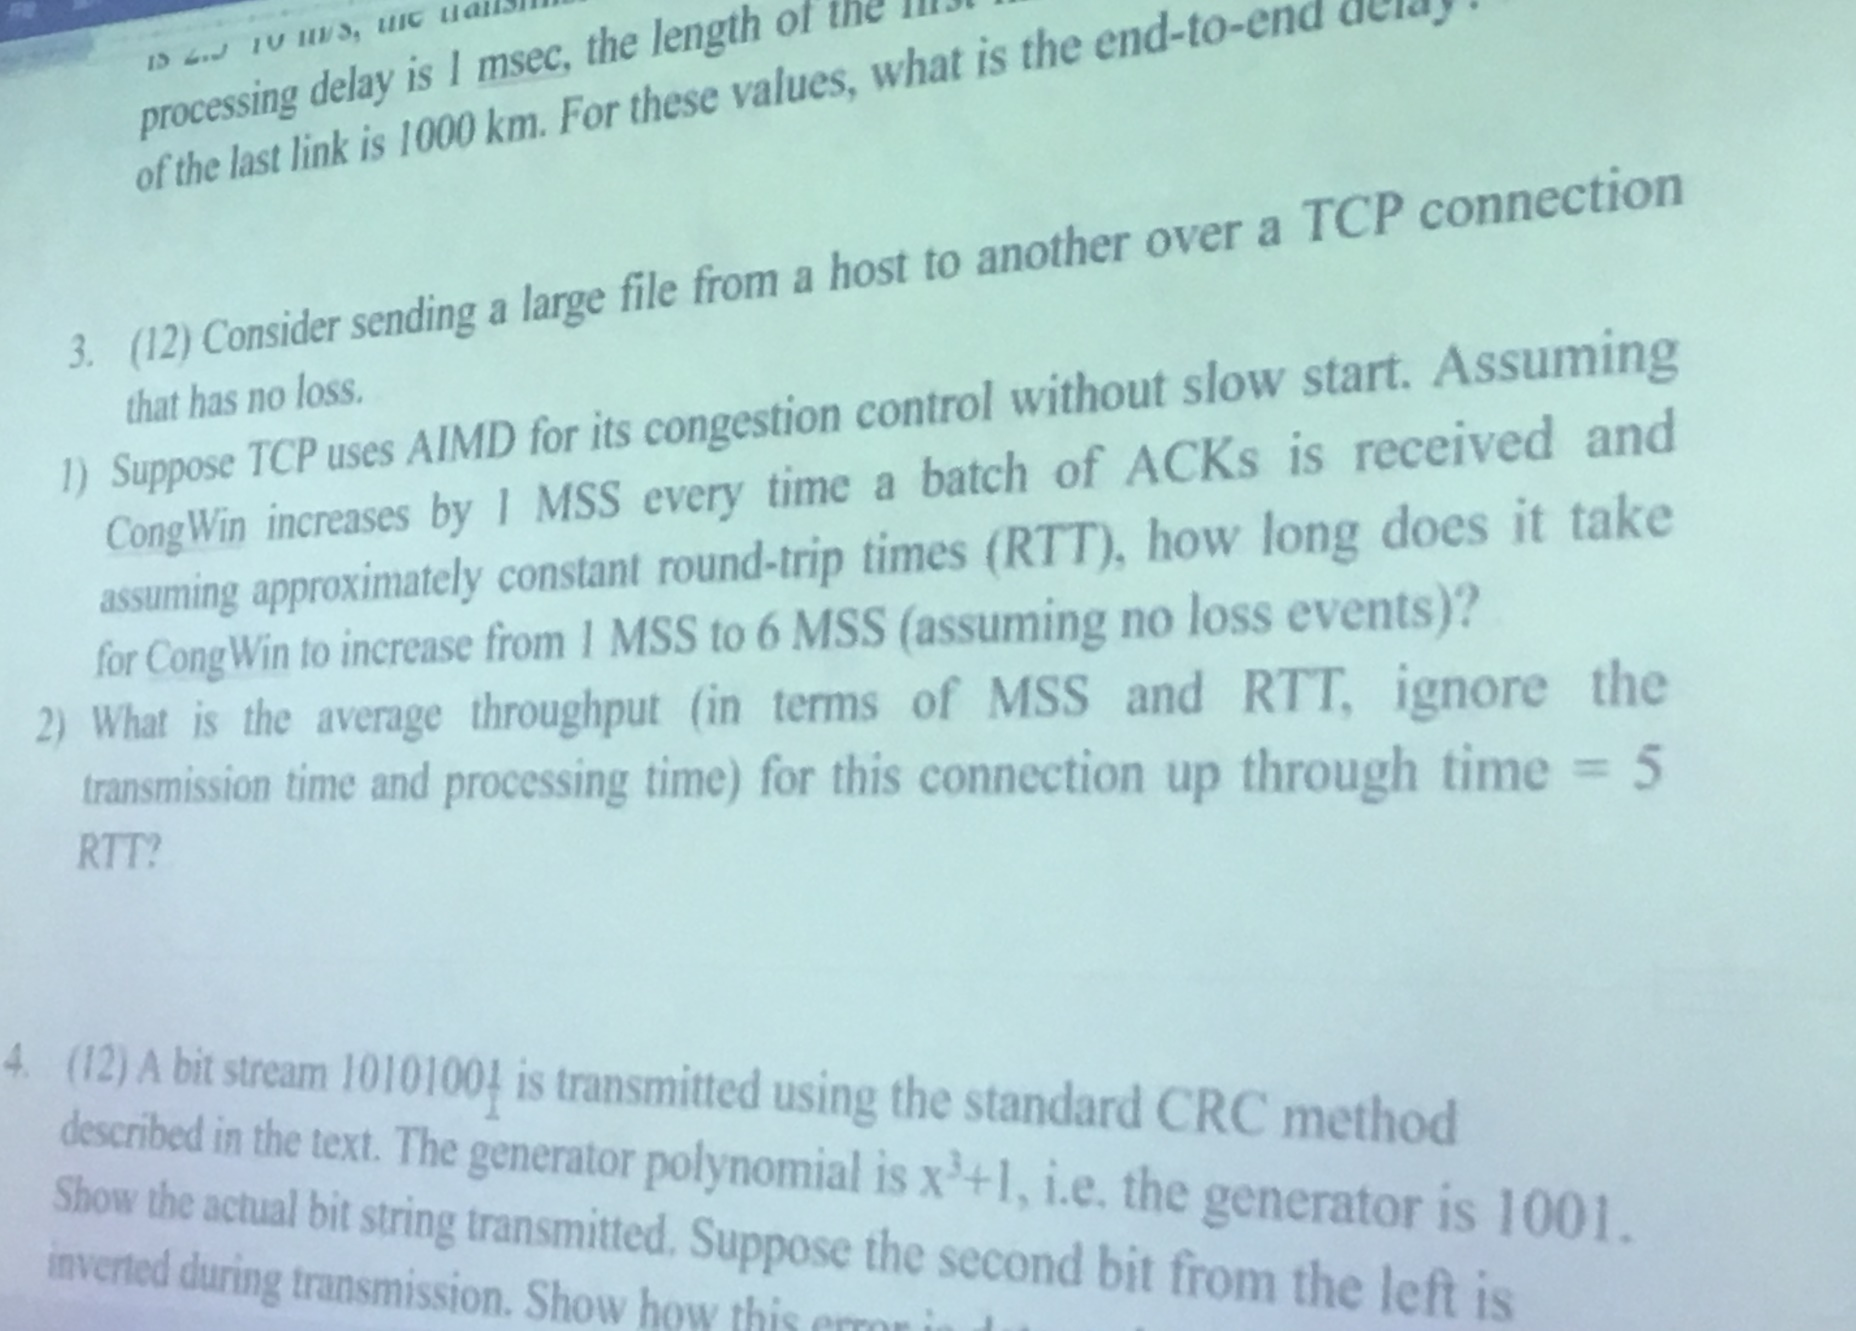 processing delay is 1 msec, the length of the
of the last link is 1000 km. For these values, what is the end-to-end delay?
3. (12) Consider sending a large file from a host to another over a TCP connection
that has no loss.
1) Suppose TCP uses AIMD for its congestion control without slow start. Assuming
CongWin increases by 1 MSS every time a batch of ACKs is received and
assuming approximately constant round-trip times (RTT), how long does it take
for CongWin to increase from 1 MSS to 6 MSS (assuming no loss events)?
2) What is the average throughput (in terms of MSS and RTT, ignore the
transmission time and processing time) for this connection up through time = 5
RTT?
4. (12) A bit stream 10101001 is transmitted using the standard CRC method
described in the text. The generator polynomial is x³+1, i.e. the generator is 1001.
Show the actual bit string transmitted. Suppose the second bit from the left is
inverted during transmission. Show how this error